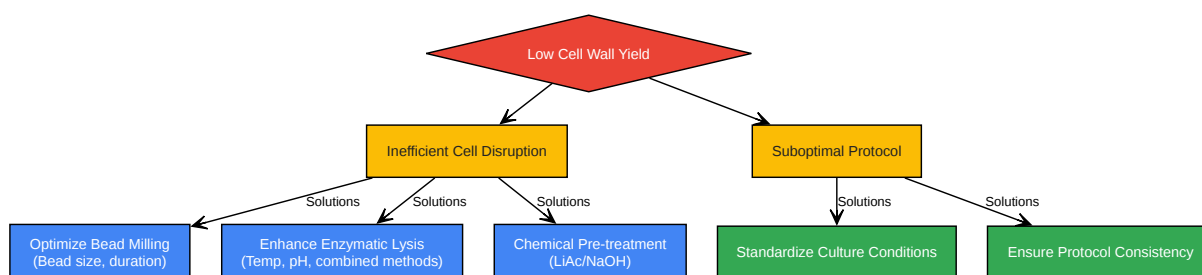 Low Cell Wall Yield
Inefficient Cell Disruption
Suboptimal Protocol
Solutions
Solutions
Solutions
Solutions
Solutions
Optimize Bead Milling
(Bead size, duration)
Enhance Enzymatic Lysis
(Temp, pH, combined methods)
Chemical Pre-treatment
(LiAc/NaOH)
Standardize Culture Conditions
Ensure Protocol Consistency